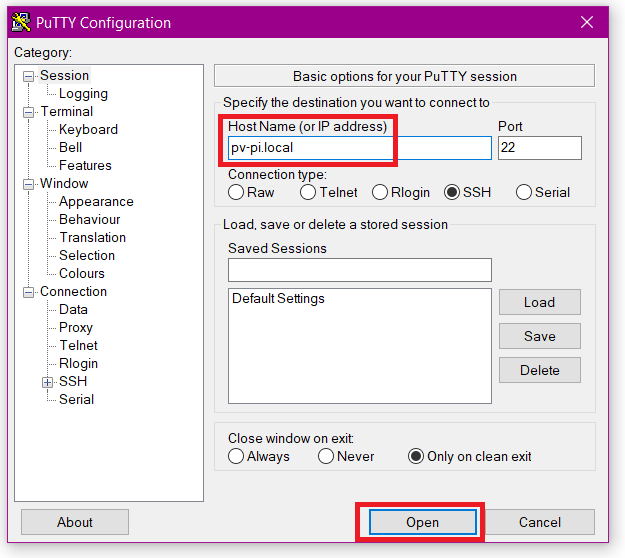 PuTTY Configuration
Category:
Session
Logging
Terminal
Keyboard
Bell
Features
Window
Appearance
Behaviour
Translation
Selection
Colours
Connection
Data
Proxy
Telnet
Rlogin
SSH
Serial
Basic options for your PuTTY session
Specify the destination you want to connect to
Host Name (or IP address) Port
pv-pi.local 22
Connection type:
Raw Telnet Rlogin SSH Serial
Load, save or delete a stored session
Saved Sessions
Default Settings
Load
Save
Delete
Close window on exit:
Always Never Only on clean exit
About Open Cancel